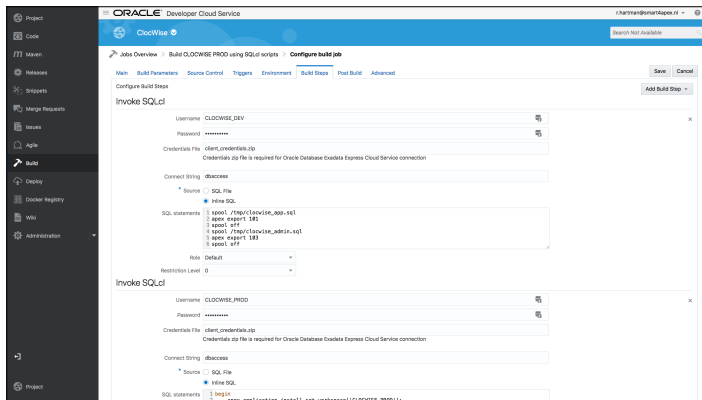 Project
ORACLE® Developer Cloud Service
r.hartman@smart4apex.nl
Code
ClocWise
Search Not Available
Maven
Jobs Overview > Build CLOCWISE PROD using SQLcl scripts > Configure build job
Releases
Main Build Parameters Source Control Triggers Environment Build Steps Post Build Advanced
Save Cancel
Snippets
Configure Build Steps
Add Build Step
Merge Requests
Invoke SQLcl
Issues
Username CLOCWISE_DEV
Agile
Password ••••••••••
Build
Credentials File client_credentials.zip
Credentials zip file is required for Oracle Database Exadata Express Cloud Service connection
Deploy
Connect String dbaccess
Docker Registry
* Source SQL File
Inline SQL
Wiki
SQL statements
1 spool /tmp/clocwise_app.sql
2 apex export 101
3 spool off
4 spool /tmp/clocwise_admin.sql
5 apex export 103
6 spool off
Administration
Role Default
Restriction Level 0
Invoke SQLcl
Username CLOCWISE_PROD
Password ••••••••••
Credentials File client_credentials.zip
Credentials zip file is required for Oracle Database Exadata Express Cloud Service connection
Connect String dbaccess
* Source SQL File
Inline SQL
Project
SQL statements
1 begin